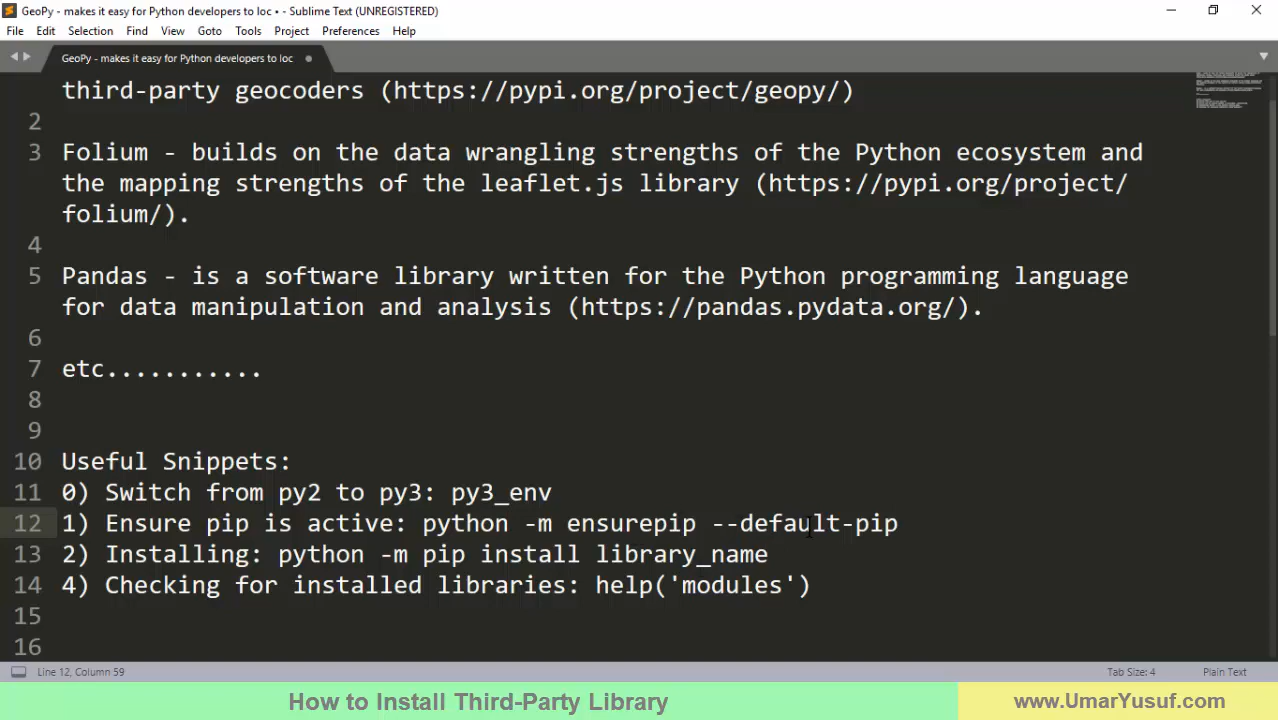 GeoPy - makes it easy for Python developers to loc • - Sublime Text (UNREGISTERED)
File Edit Selection Find View Goto Tools Project Preferences Help
GeoPy - makes it easy for Python developers to loc
third-party geocoders (https://pypi.org/project/geopy/)
2
3 Folium - builds on the data wrangling strengths of the Python ecosystem and
the mapping strengths of the leaflet.js library (https://pypi.org/project/
folium/).
4
5 Pandas - is a software library written for the Python programming language
for data manipulation and analysis (https://pandas.pydata.org/).
6
7 etc...........
8
9
10 Useful Snippets:
11 0) Switch from py2 to py3: py3_env
12 1) Ensure pip is active: python -m ensurepip --default-pip
13 2) Installing: python -m pip install library_name
14 4) Checking for installed libraries: help('modules')
15
16
Line 12, Column 59 Tab Size: 4 Plain Text
How to Install Third-Party Library www.UmarYusuf.com